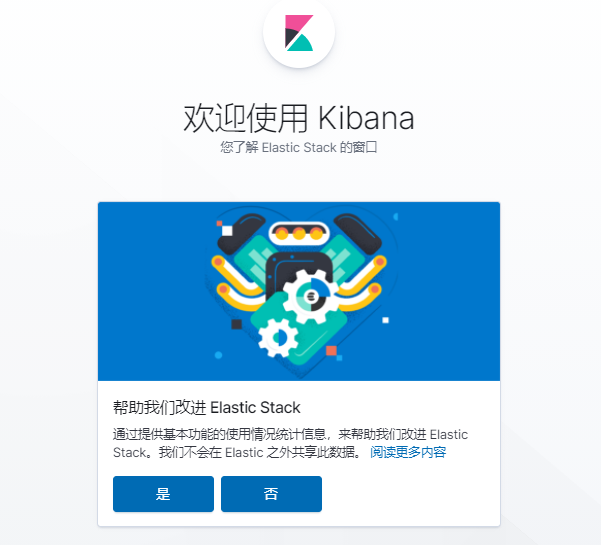 欢迎使用 Kibana
您了解 Elastic Stack 的窗口
帮助我们改进 Elastic Stack
通过提供基本功能的使用情况统计信息，来帮助我们改进 Elastic
Stack。我们不会在 Elastic 之外共享此数据。 阅读更多内容
是 否